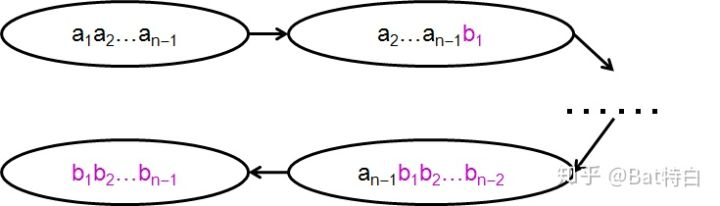 a₁a₂…aₙ₋₁
a₂…aₙ₋₁b₁
......
b₁b₂…bₙ₋₁
aₙ₋₁b₁b₂…bₙ₋₂
知乎 @Bat特白